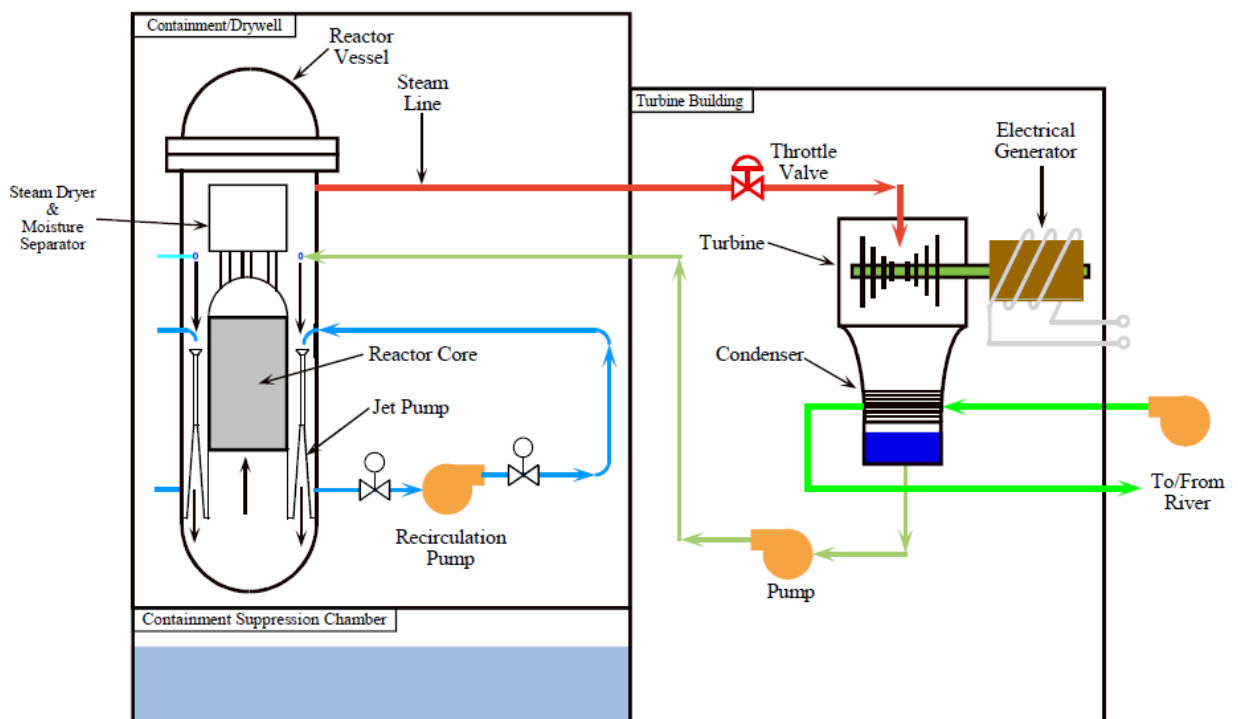 Containment/Drywell
Reactor
Vessel
Steam
Line
Turbine Building
Electrical
Generator
Throttle
Valve
Steam Dryer
&
Moisture
Separator
Turbine
Reactor Core
Condenser
Jet Pump
To/From
River
Recirculation
Pump
Pump
Containment Suppression Chamber